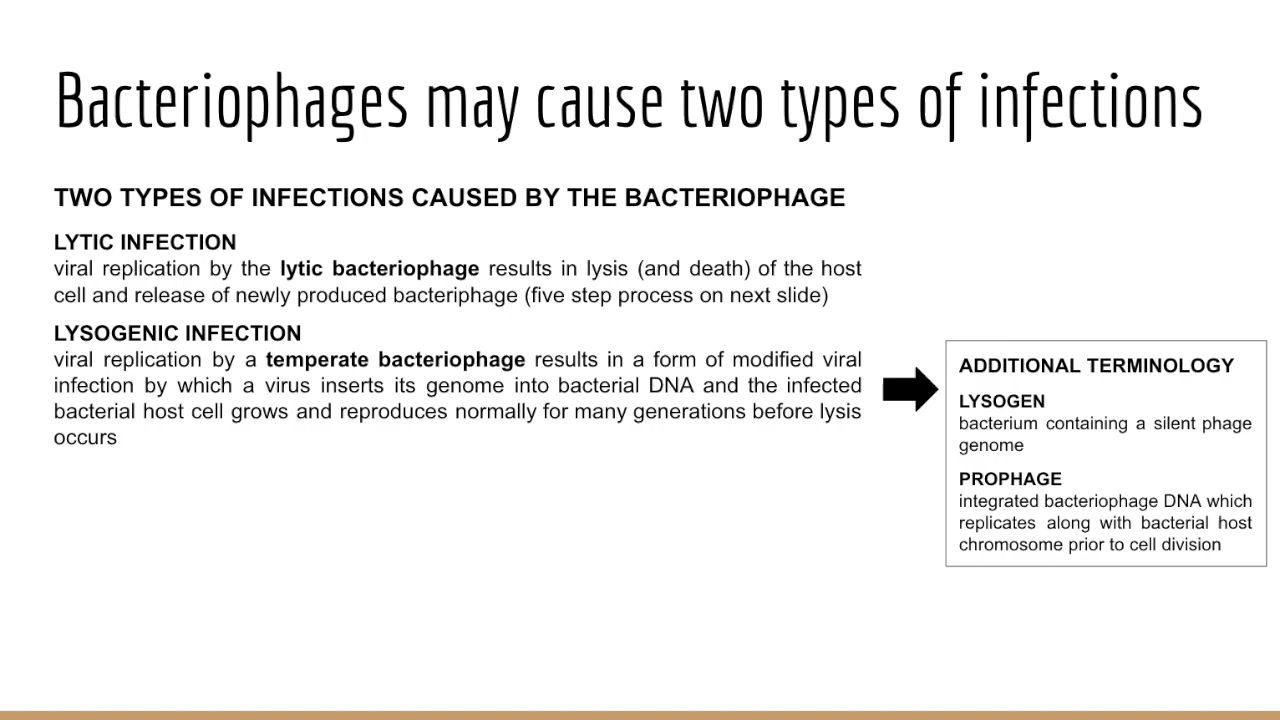 Bacteriophages may cause two types of infections
TWO TYPES OF INFECTIONS CAUSED BY THE BACTERIOPHAGE
LYTIC INFECTION
viral replication by the lytic bacteriophage results in lysis (and death) of the host
cell and release of newly produced bacteriphage (five step process on next slide)
LYSOGENIC INFECTION
viral replication by a temperate bacteriophage results in a form of modified viral
infection by which a virus inserts its genome into bacterial DNA and the infected
bacterial host cell grows and reproduces normally for many generations before lysis
occurs
ADDITIONAL TERMINOLOGY
LYSOGEN
bacterium containing a silent phage
genome
PROPHAGE
integrated bacteriophage DNA which
replicates along with bacterial host
chromosome prior to cell division